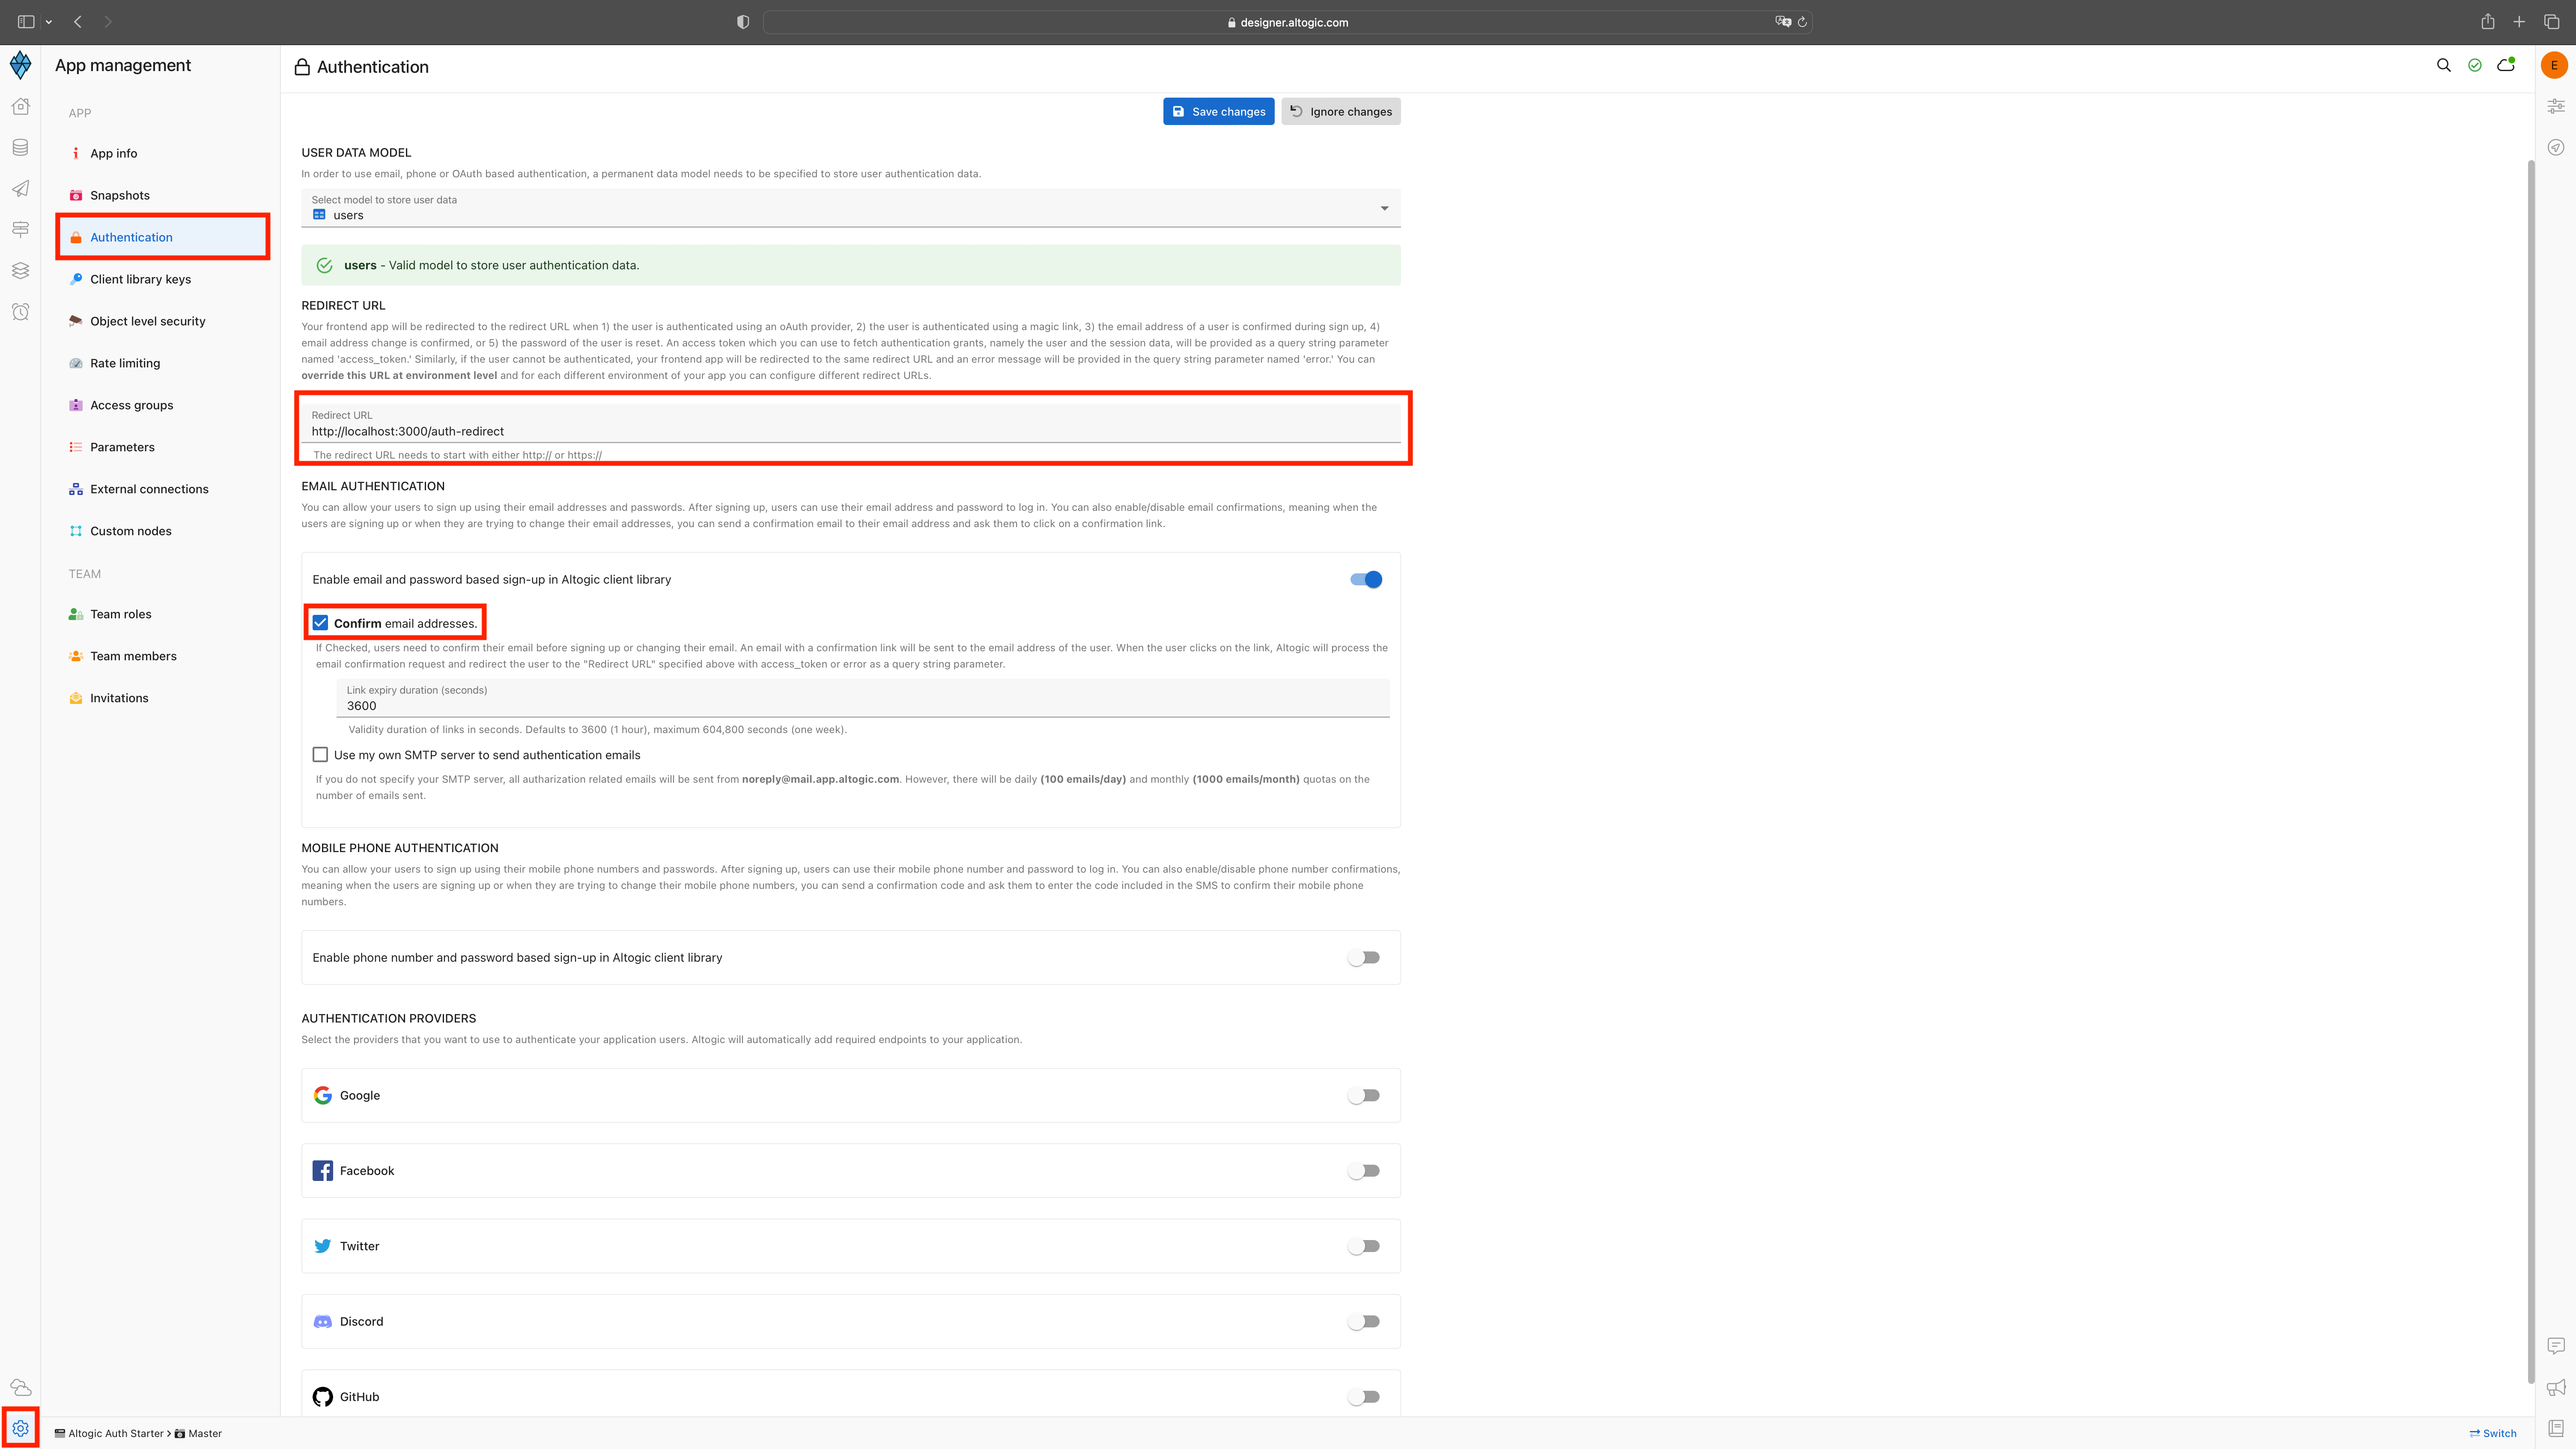 designer.altogic.com
App management
APP
App info
Snapshots
Authentication
Client library keys
Object level security
Rate limiting
Access groups
Parameters
External connections
Custom nodes
TEAM
Team roles
Team members
Invitations
Authentication
E
Save changes
Ignore changes
USER DATA MODEL
In order to use email, phone or OAuth based authentication, a permanent data model needs to be specified to store user authentication data.
Select model to store user data
users
users - Valid model to store user authentication data.
REDIRECT URL
Your frontend app will be redirected to the redirect URL when 1) the user is authenticated using an oAuth provider, 2) the user is authenticated using a magic link, 3) the email address of a user is confirmed during sign up, 4)
email address change is confirmed, or 5) the password of the user is reset. An access token which you can use to fetch authentication grants, namely the user and the session data, will be provided as a query string parameter
named 'access_token.' Similarly, if the user cannot be authenticated, your frontend app will be redirected to the same redirect URL and an error message will be provided in the query string parameter named 'error.' You can
override this URL at environment level and for each different environment of your app you can configure different redirect URLs.
Redirect URL
http://localhost:3000/auth-redirect
The redirect URL needs to start with either http:// or https://
EMAIL AUTHENTICATION
You can allow your users to sign up using their email addresses and passwords. After signing up, users can use their email address and password to log in. You can also enable/disable email confirmations, meaning when the
users are signing up or when they are trying to change their email addresses, you can send a confirmation email to their email address and ask them to click on a confirmation link.
Enable email and password based sign-up in Altogic client library
Confirm email addresses.
If Checked, users need to confirm their email before signing up or changing their email. An email with a confirmation link will be sent to the email address of the user. When the user clicks on the link, Altogic will process the
email confirmation request and redirect the user to the "Redirect URL" specified above with access_token or error as a query string parameter.
Link expiry duration (seconds)
3600
Validity duration of links in seconds. Defaults to 3600 (1 hour), maximum 604,800 seconds (one week).
Use my own SMTP server to send authentication emails
If you do not specify your SMTP server, all autharization related emails will be sent from noreply@mail.app.altogic.com. However, there will be daily (100 emails/day) and monthly (1000 emails/month) quotas on the
number of emails sent.
MOBILE PHONE AUTHENTICATION
You can allow your users to sign up using their mobile phone numbers and passwords. After signing up, users can use their mobile phone number and password to log in. You can also enable/disable phone number confirmations,
meaning when the users are signing up or when they are trying to change their mobile phone numbers, you can send a confirmation code and ask them to enter the code included in the SMS to confirm their mobile phone
numbers.
Enable phone number and password based sign-up in Altogic client library
AUTHENTICATION PROVIDERS
Select the providers that you want to use to authenticate your application users. Altogic will automatically add required endpoints to your application.
Google
Facebook
Twitter
Discord
GitHub
Altogic Auth Starter > Master
Switch